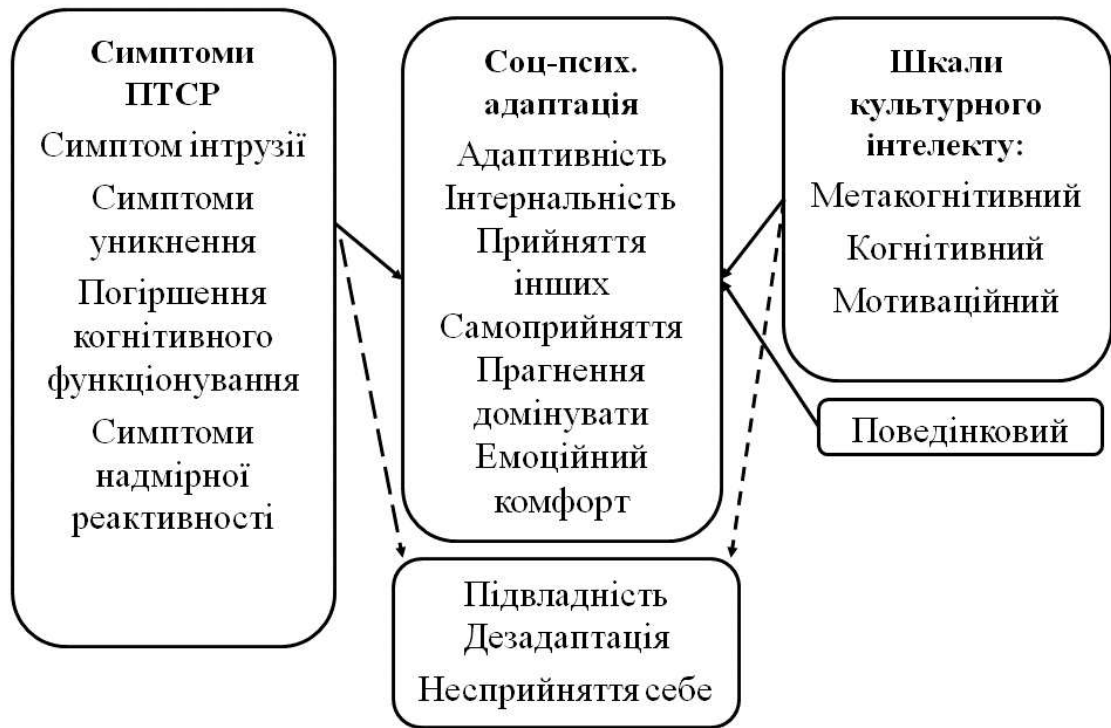 Симптоми
ПТСР
Симптом інтрузії
Симптоми
уникнення
Погіршення
когнітивного
функціонування
Симптоми
надмірної
реактивності
Соц-псих.
адаптація
Адаптивність
Інтернальність
Прийняття
інших
Самоприйняття
Прагнення
домінувати
Емоційний
комфорт
Шкали
культурного
інтелекту:
Метакогнітивний
Когнітивний
Мотиваційний
Поведінковий
Підвладність
Дезадаптація
Несприйняття себе